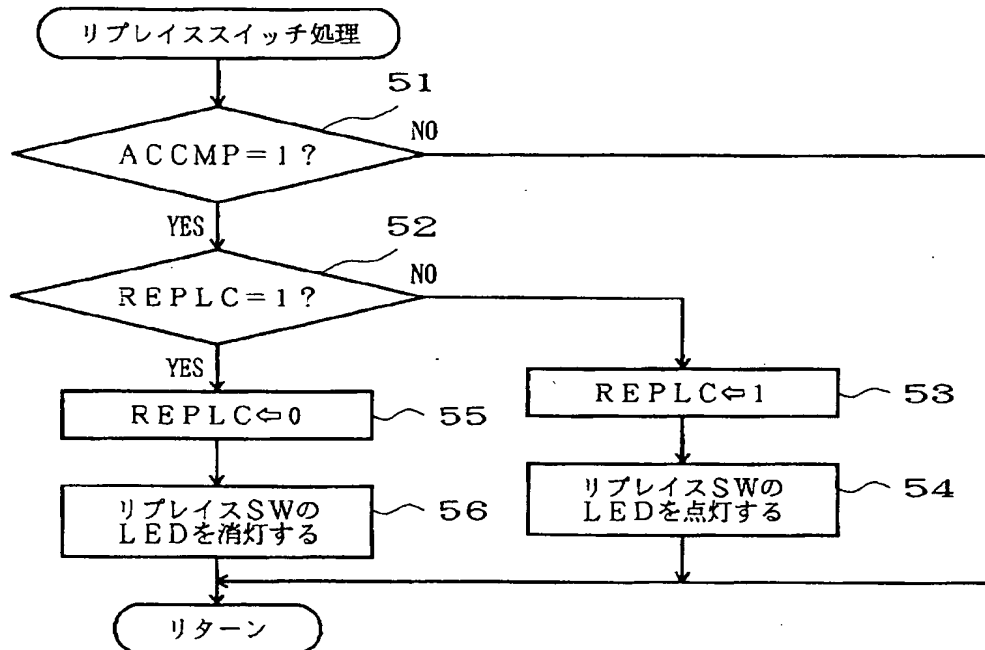 リプレイススイッチ処理
51
ACCMP=1?
NO
YES
52
REPLC=1?
NO
YES
REPLC⇦0
55
REPLC⇦1
53
リプレイスSWの
LEDを消灯する
56
リプレイスSWの
LEDを点灯する
54
リターン